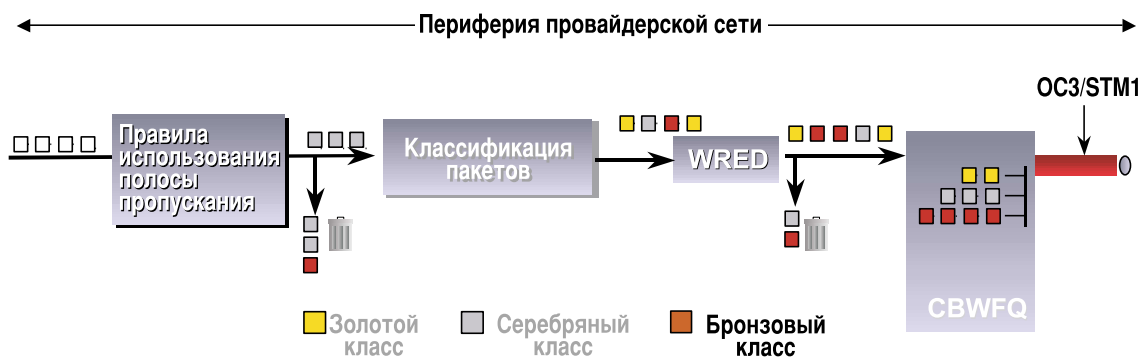 Периферия провайдерской сети
OC3/STM1
Правила
использования
полосы
пропускания
Классификация
пакетов
WRED
CBWFQ
Золотой
класс
Серебряный
класс
Бронзовый
класс